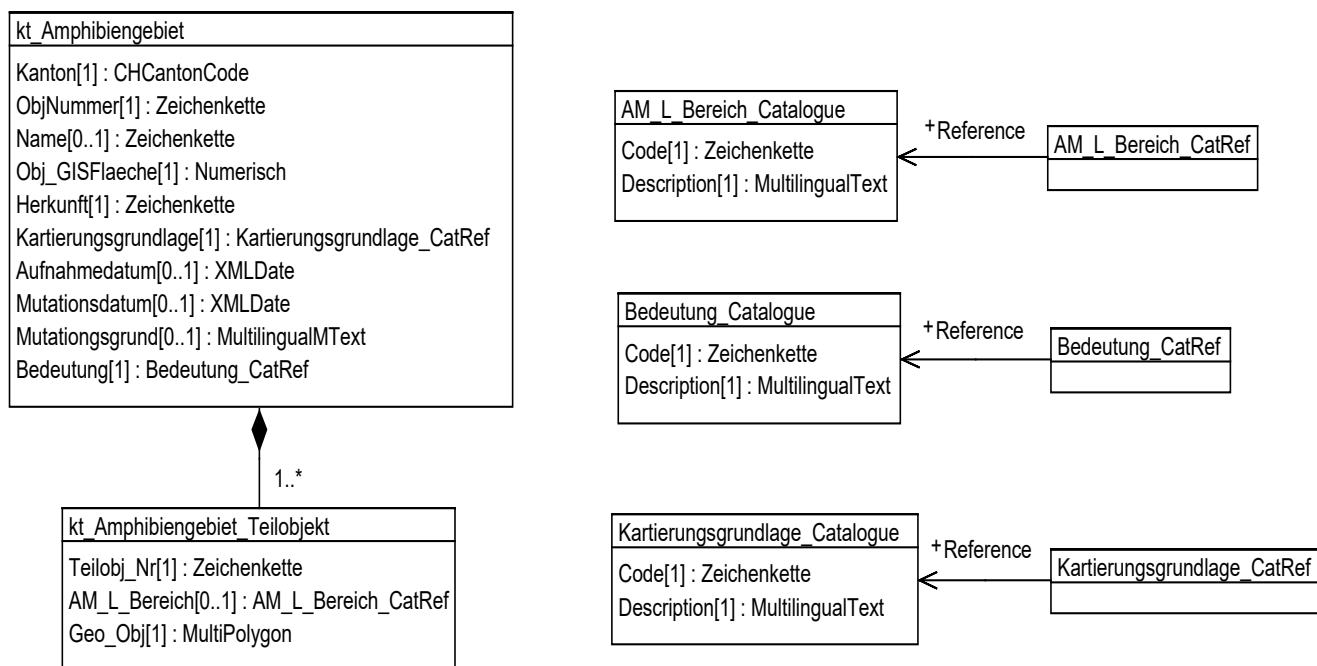 kt_Amphibiengebiet
Kanton[1] : CHCantonCode
ObjNummer[1] : Zeichenkette
Name[0..1] : Zeichenkette
Obj_GISFlaeche[1] : Numerisch
Herkunft[1] : Zeichenkette
Kartierungsgrundlage[1] : Kartierungsgrundlage_CatRef
Aufnahmedatum[0..1] : XMLDate
Mutationsdatum[0..1] : XMLDate
Mutationgsgrund[0..1] : MultilingualMText
Bedeutung[1] : Bedeutung_CatRef
1..*
kt_Amphibiengebiet_Teilobjekt
Teilobj_Nr[1] : Zeichenkette
AM_L_Bereich[0..1] : AM_L_Bereich_CatRef
Geo_Obj[1] : MultiPolygon
AM_L_Bereich_Catalogue
Code[1] : Zeichenkette
Description[1] : MultilingualText
+Reference
AM_L_Bereich_CatRef
Bedeutung_Catalogue
Code[1] : Zeichenkette
Description[1] : MultilingualText
+Reference
Bedeutung_CatRef
Kartierungsgrundlage_Catalogue
Code[1] : Zeichenkette
Description[1] : MultilingualText
+Reference
Kartierungsgrundlage_CatRef